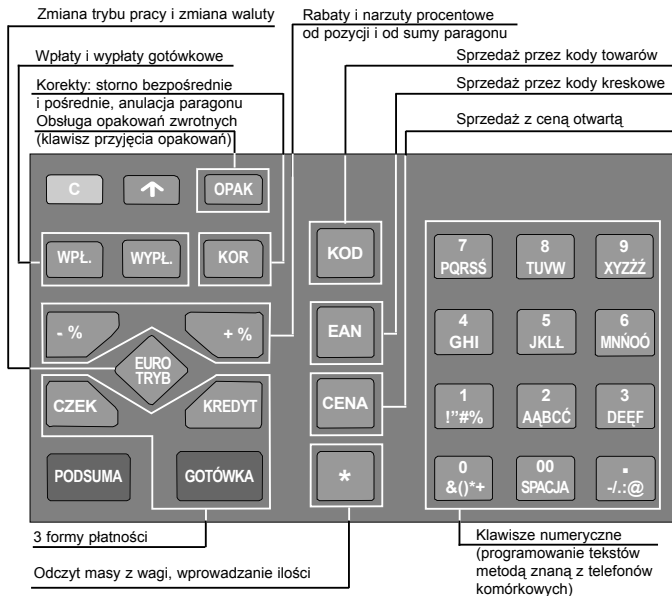 Zmiana trybu pracy i zmiana waluty
Rabaty i narzuty procentowe
od pozycji i od sumy paragonu
Wpłaty i wypłaty gotówkowe
Sprzedaż przez kody towarów
Korekty: storno bezpośrednie
i pośrednie, anulacja paragonu
Sprzedaż przez kody kreskowe
Obsługa opakowań zwrotnych
(klawisz przyjęcia opakowań)
Sprzedaż z ceną otwartą
C
OPAK
WPŁ.
WYPŁ.
KOR
KOD
7
PQRSŚ
8
TUVW
9
XYZŻŹ
- %
+ %
EAN
4
GHI
5
JKLŁ
6
MNŃOÓ
EURO
TRYB
CZEK
KREDYT
CENA
1
!"#%
2
AĄBCĆ
3
DEĘF
PODSUMA
GOTÓWKA
*
0
&()*+
00
SPACJA
.
-/.:@
3 formy płatności
Odczyt masy z wagi, wprowadzanie ilości
Klawisze numeryczne
(programowanie tekstów
metodą znaną z telefonów
komórkowych)